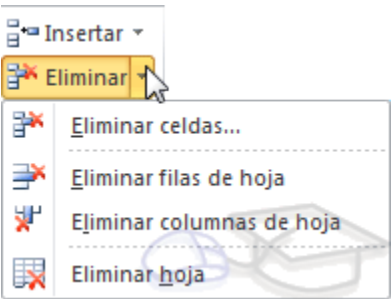 Insertar
Eliminar
Eliminar celdas...
Eliminar filas de hoja
Eliminar columnas de hoja
Eliminar hoja